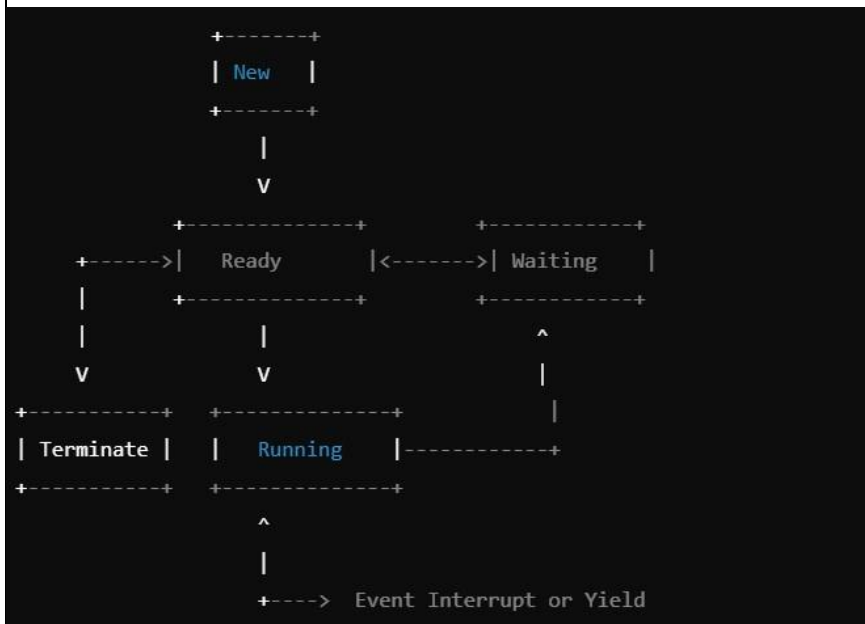 +-------+
| New |
+-------+
|
V
+--------------+ +------------+
+------>| Ready |<------->| Waiting |
| +--------------+ +------------+
| | ^
V V |
+-----------+ +--------------+ |
| Terminate | | Running |------------+
+-----------+ +--------------+
^
|
+----> Event Interrupt or Yield